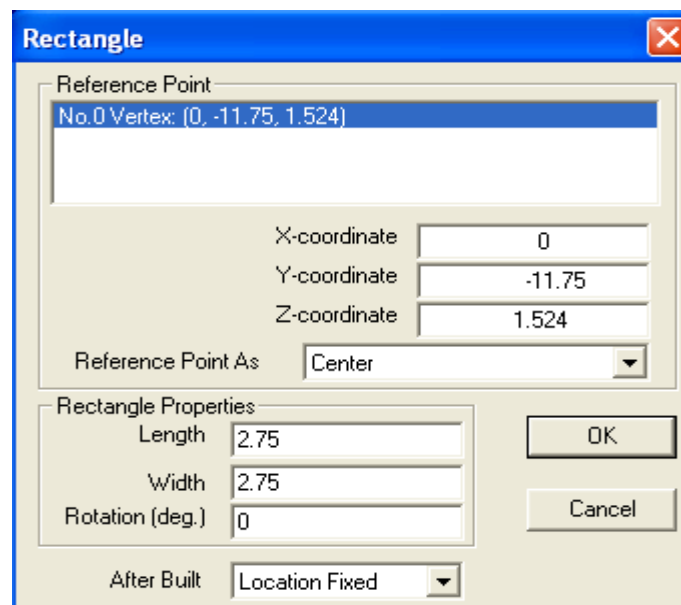 Rectangle
Reference Point
No.0 Vertex: (0, -11.75, 1.524)
X-coordinate 0
Y-coordinate -11.75
Z-coordinate 1.524
Reference Point As Center
Rectangle Properties
Length 2.75
OK
Width 2.75
Rotation (deg.) 0
Cancel
After Built Location Fixed